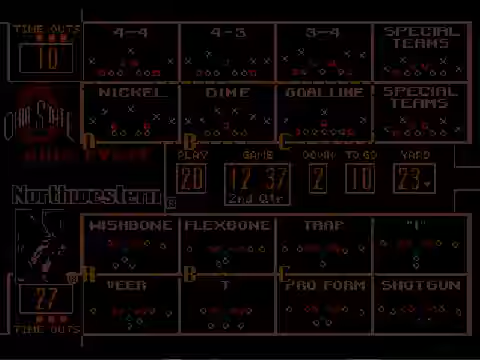 TIME OUTS
10
4-4
4-3
3-4
SPECIAL TEAMS
OHIO STATE
NICKEL
DIME
GOALLINE
SPECIAL TEAMS
A
B
C
PLAY
20
GAME
12:37
2nd Qtr
DOWN
2
TO GO
10
YARD
23
Northwestern
WISHBONE
FLEXBONE
TRAP
"I"
A
B
C
27
TIME OUTS
VEER
T
PRO FORM
SHOTGUN